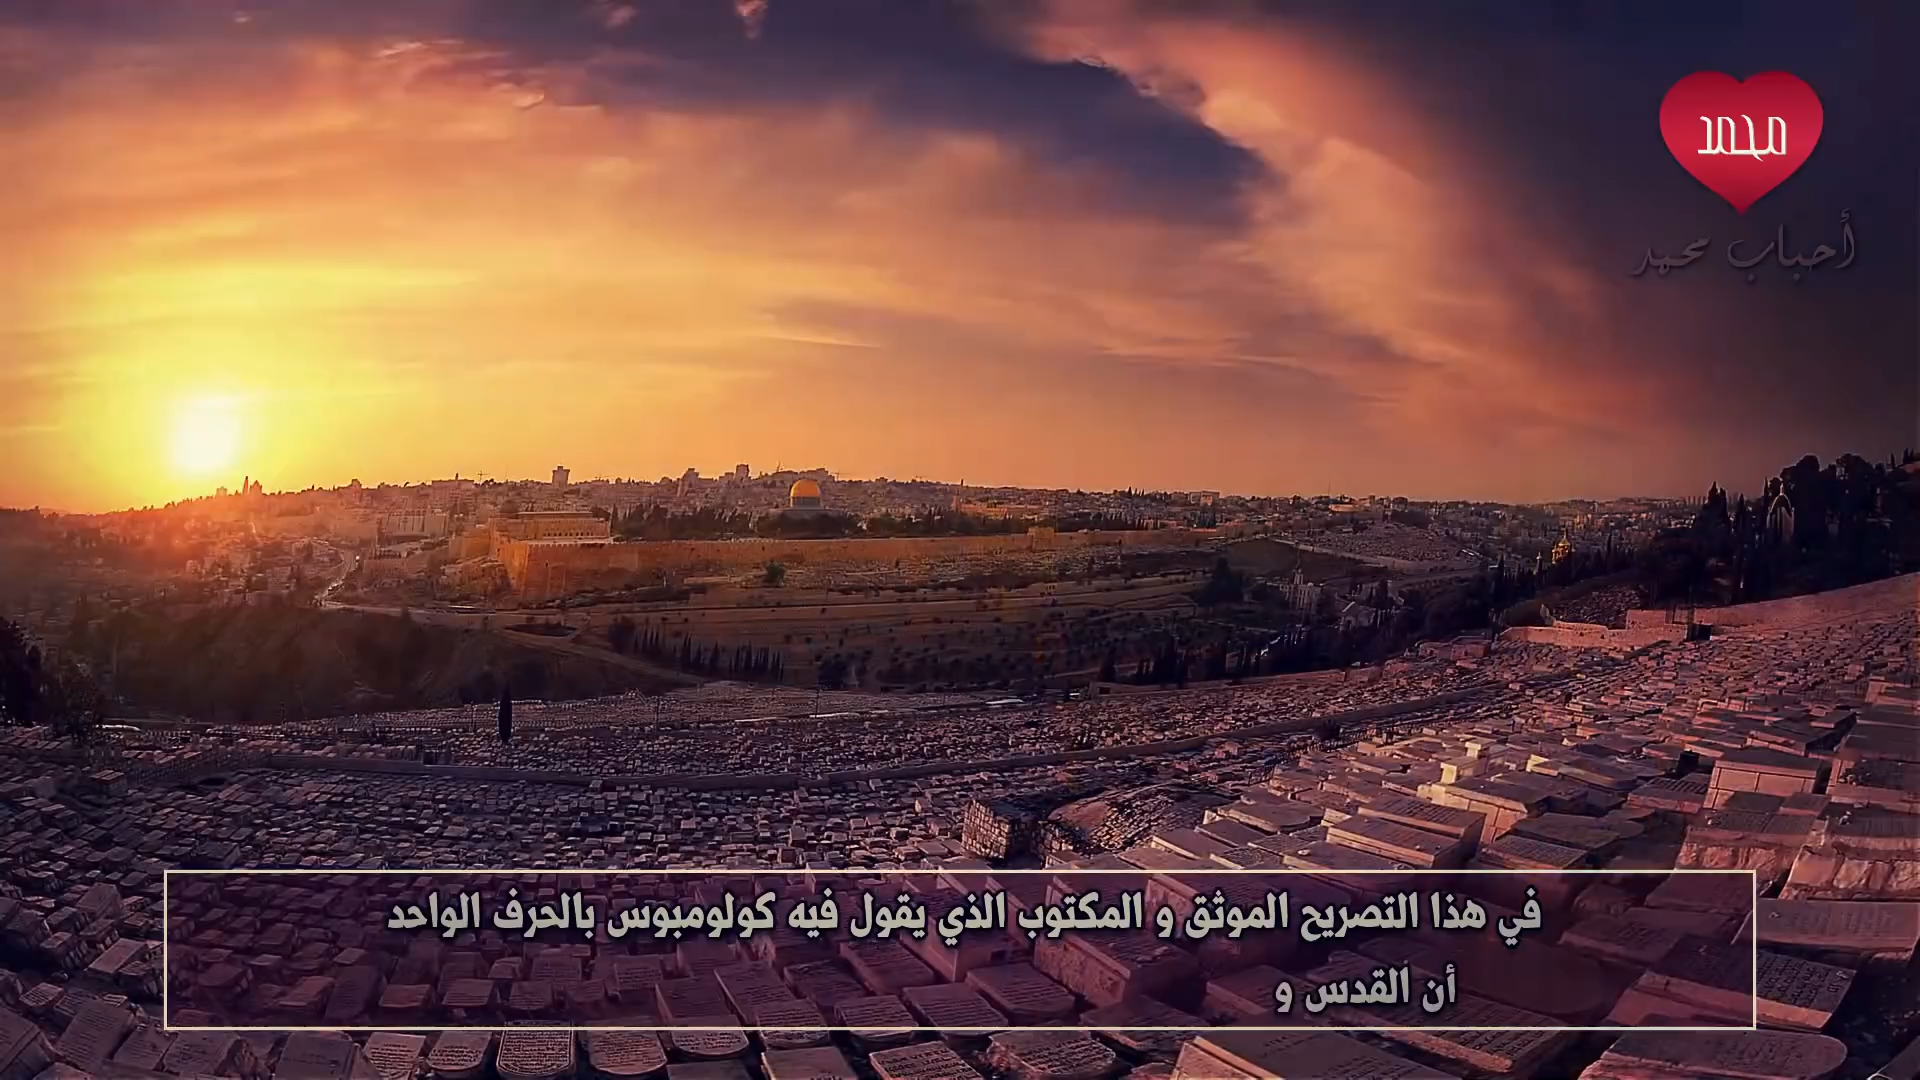 محمد
أحباب محمد
في هذا التصريح الموثق و المكتوب الذي يقول فيه كولومبوس بالحرف الواحد
أن القدس و